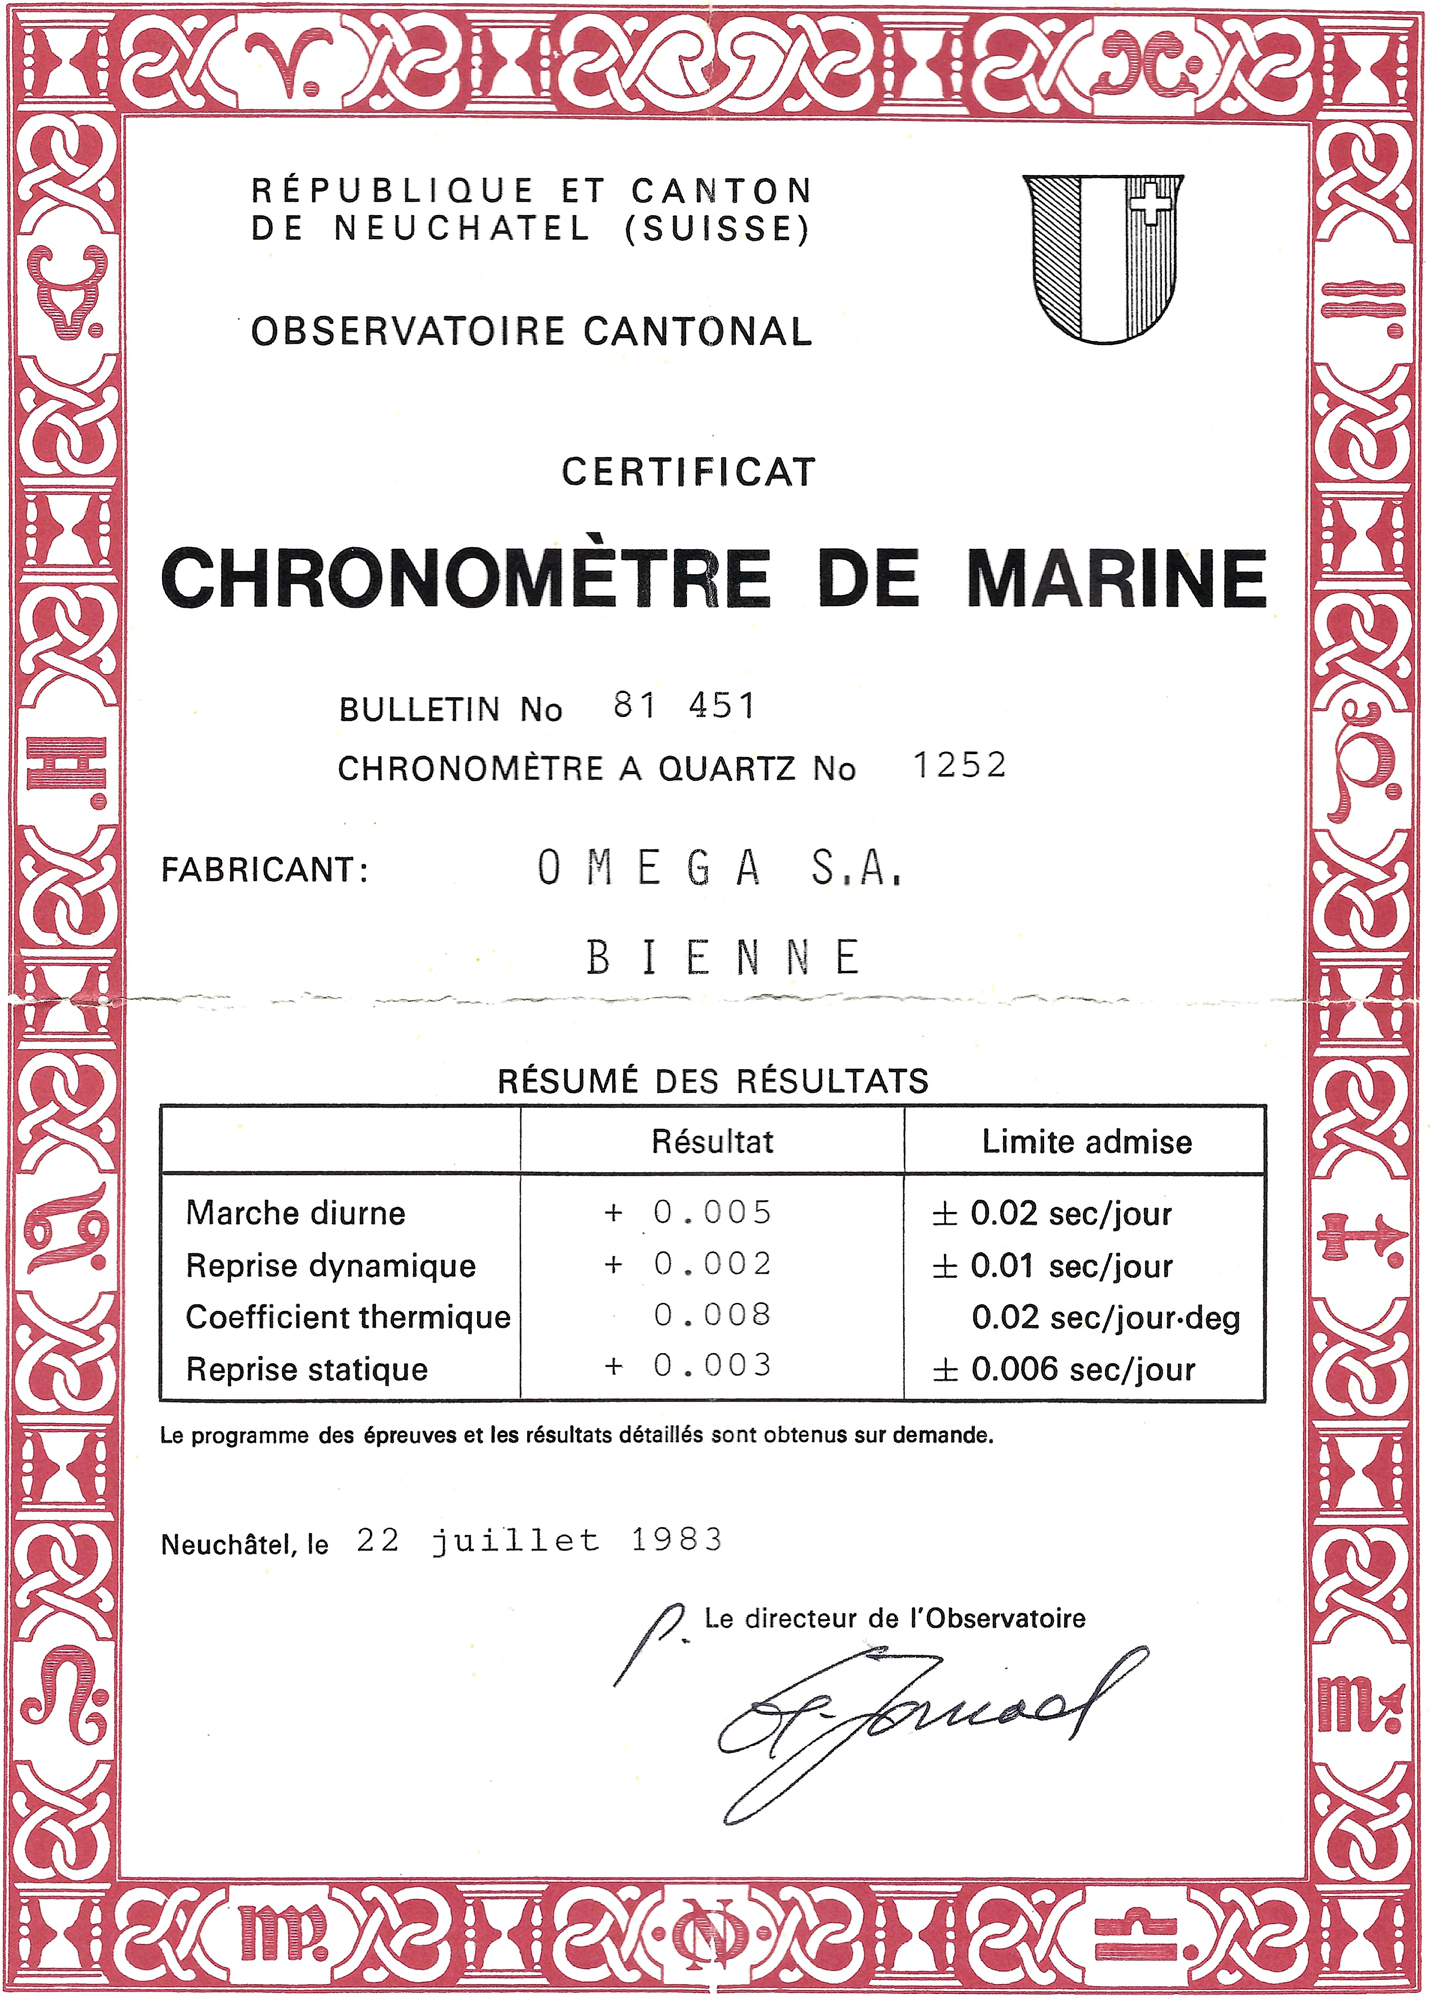 RÉPUBLIQUE ET CANTON
DE NEUCHATEL (SUISSE)
OBSERVATOIRE CANTONAL
CERTIFICAT
CHRONOMÈTRE DE MARINE
BULLETIN No 81 451
CHRONOMÈTRE A QUARTZ No 1252
FABRICANT: OMEGA S.A.
BIENNE
RÉSUMÉ DES RÉSULTATS
Résultat Limite admise
Marche diurne + 0.005 ± 0.02 sec/jour
Reprise dynamique + 0.002 ± 0.01 sec/jour
Coefficient thermique 0.008 0.02 sec/jour·deg
Reprise statique + 0.003 ± 0.006 sec/jour
Le programme des épreuves et les résultats détaillés sont obtenus sur demande.
Neuchâtel, le 22 juillet 1983
p. Le directeur de l'Observatoire